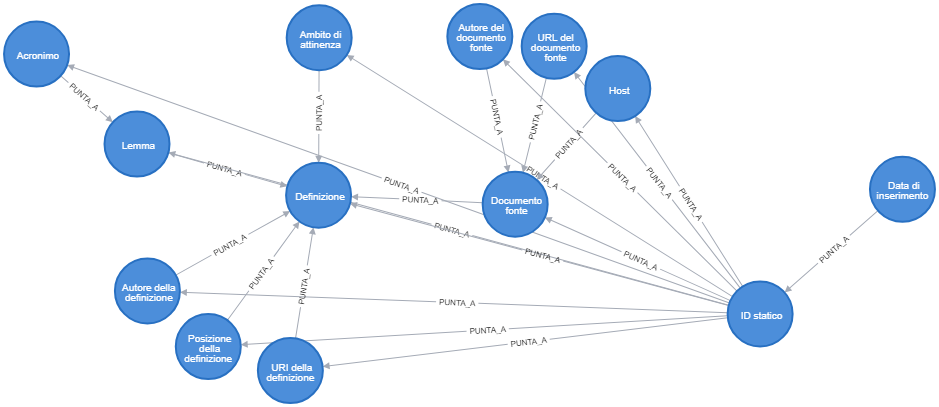 Acronimo
Ambito di
attinenza
Autore del
documento
fonte
URL del
documento
fonte
Host
PUNTA_A
PUNTA_A
PUNTA_A
PUNTA_A
PUNTA_A
Lemma
PUNTA_A
PUNTA_A
PUNTA_A
PUNTA_A
PUNTA_A
PUNTA_A
Definizione
PUNTA_A
Documento
fonte
Data di
inserimento
PUNTA_A
PUNTA_A
PUNTA_A
PUNTA_A
PUNTA_A
PUNTA_A
PUNTA_A
Autore della
definizione
PUNTA_A
PUNTA_A
ID statico
PUNTA_A
PUNTA_A
Posizione
della
definizione
URI della
definizione